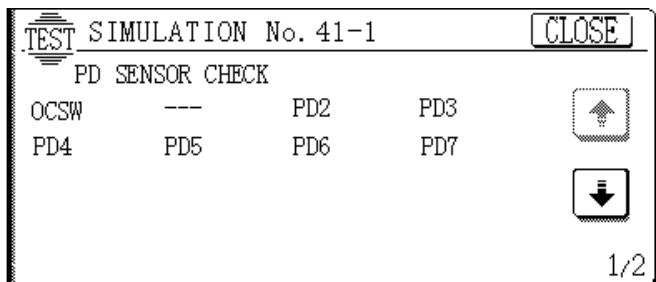 TEST SIMULATION No. 41-1 CLOSE
PD SENSOR CHECK
OCSW --- PD2 PD3
PD4 PD5 PD6 PD7
1/2